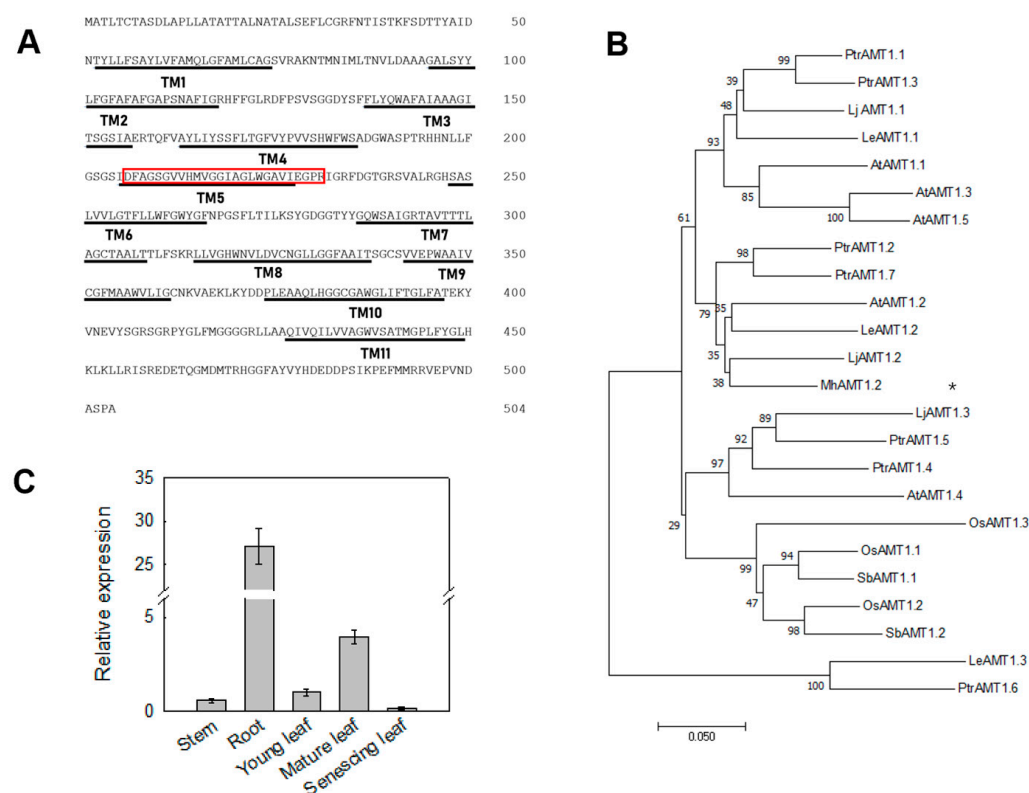 A
MATLTCTASDLAPLLATATTALNATALSEFLCGRFNTISTKFSDTTYAID 50
NTYLLFSAYLVFAMQLGFAMLCAGSVRAKNTMNIMLTNVLDAAAGALSYY 100
TM1
LFGFAFAFGAPSNAFIGRHFFGLRDFPSVSGGDYSFFLYQWAFAIAAAGI 150
TM2 TM3
TSGSIAERTQFVAYLIYSSFLTGFVYPVVSHWFWSADGWASPTRHHNLLF 200
TM4
GSGSIDFAGSGVVHMVGGIAGLWGAVIEGPRIGRFDGTGRSVALRGHSAS 250
TM5
LVVLGTFLLWFGWYGFNPGSFLTILKSYGDGGTYYGQWSAIGRTAVTTTL 300
TM6 TM7
AGCTAALTTLFSKRLLVGHWNVLDVCNGLLGGFAAITSGCSVVEPWAAIV 350
TM8 TM9
CGFMAAWVLIGCNKVAEKLKYDDPLEAAQLHGGCGAWGLIFTGLFATEKY 400
TM10
VNEVYSGRSGRPYGLFMGGGGRLLAAQIVQILVVAGWVSATMGPLFYGLH 450
TM11
KLKLLRISREDETQGMDMTRHGGFAYVYHDEDDPSIKPEFMMRRVEPVND 500
ASPA 504
B
PtrAMT1.1
99
PtrAMT1.3
39
LjAMT1.1
48
LeAMT1.1
93
AtAMT1.1
85
AtAMT1.3
100
AtAMT1.5
61
PtrAMT1.2
98
PtrAMT1.7
79
AtAMT1.2
35
LeAMT1.2
35
LjAMT1.2
38
MhAMT1.2 *
LjAMT1.3
89
PtrAMT1.5
92
PtrAMT1.4
97
AtAMT1.4
29
OsAMT1.3
99
OsAMT1.1
94
SbAMT1.1
47
OsAMT1.2
98
SbAMT1.2
LeAMT1.3
100
PtrAMT1.6
0.050
C
Relative expression
35
30
25
5
0
Stem
Root
Young leaf
Mature leaf
Senescing leaf